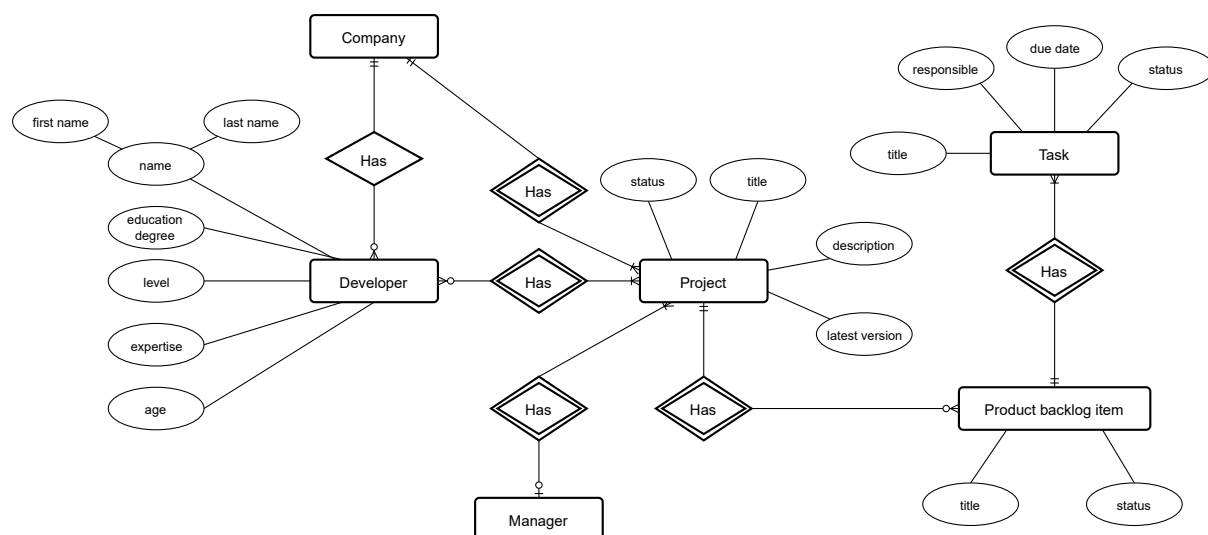 Company
due date
responsible
status
first name
last name
name
Has
Task
title
Has
status
title
education
degree
description
Has
level
Developer
Has
Project
latest version
expertise
age
Has
Has
Product backlog item
title
status
Manager